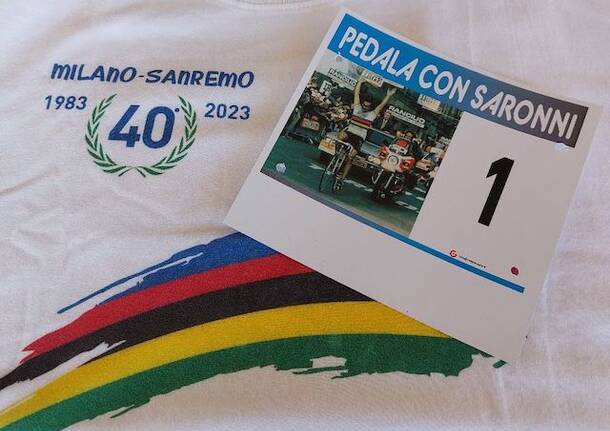 MILANO-SANREMO
1983 40° 2023
PEDALA CON SARONNI
1